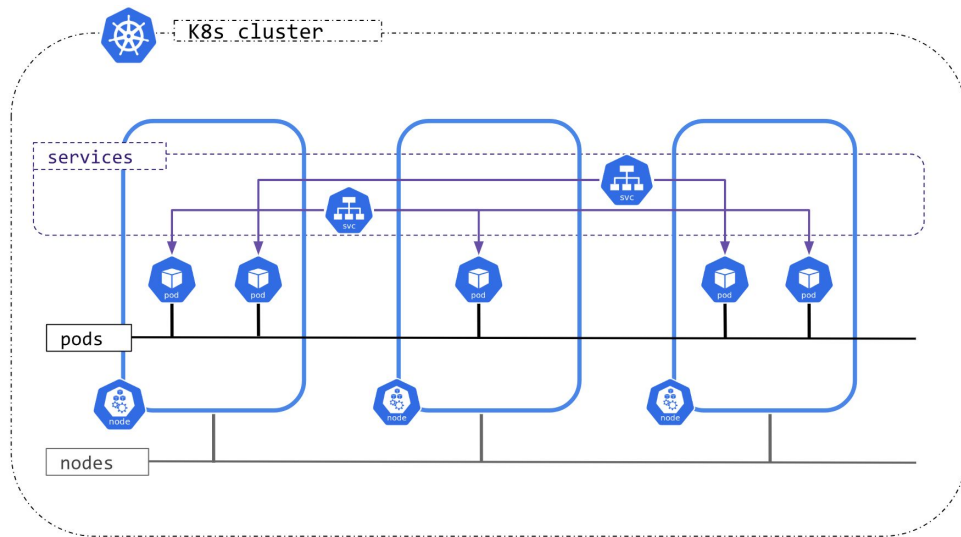 K8s cluster
services
svc
svc
pod
pod
pod
pod
pod
pods
node
node
node
nodes